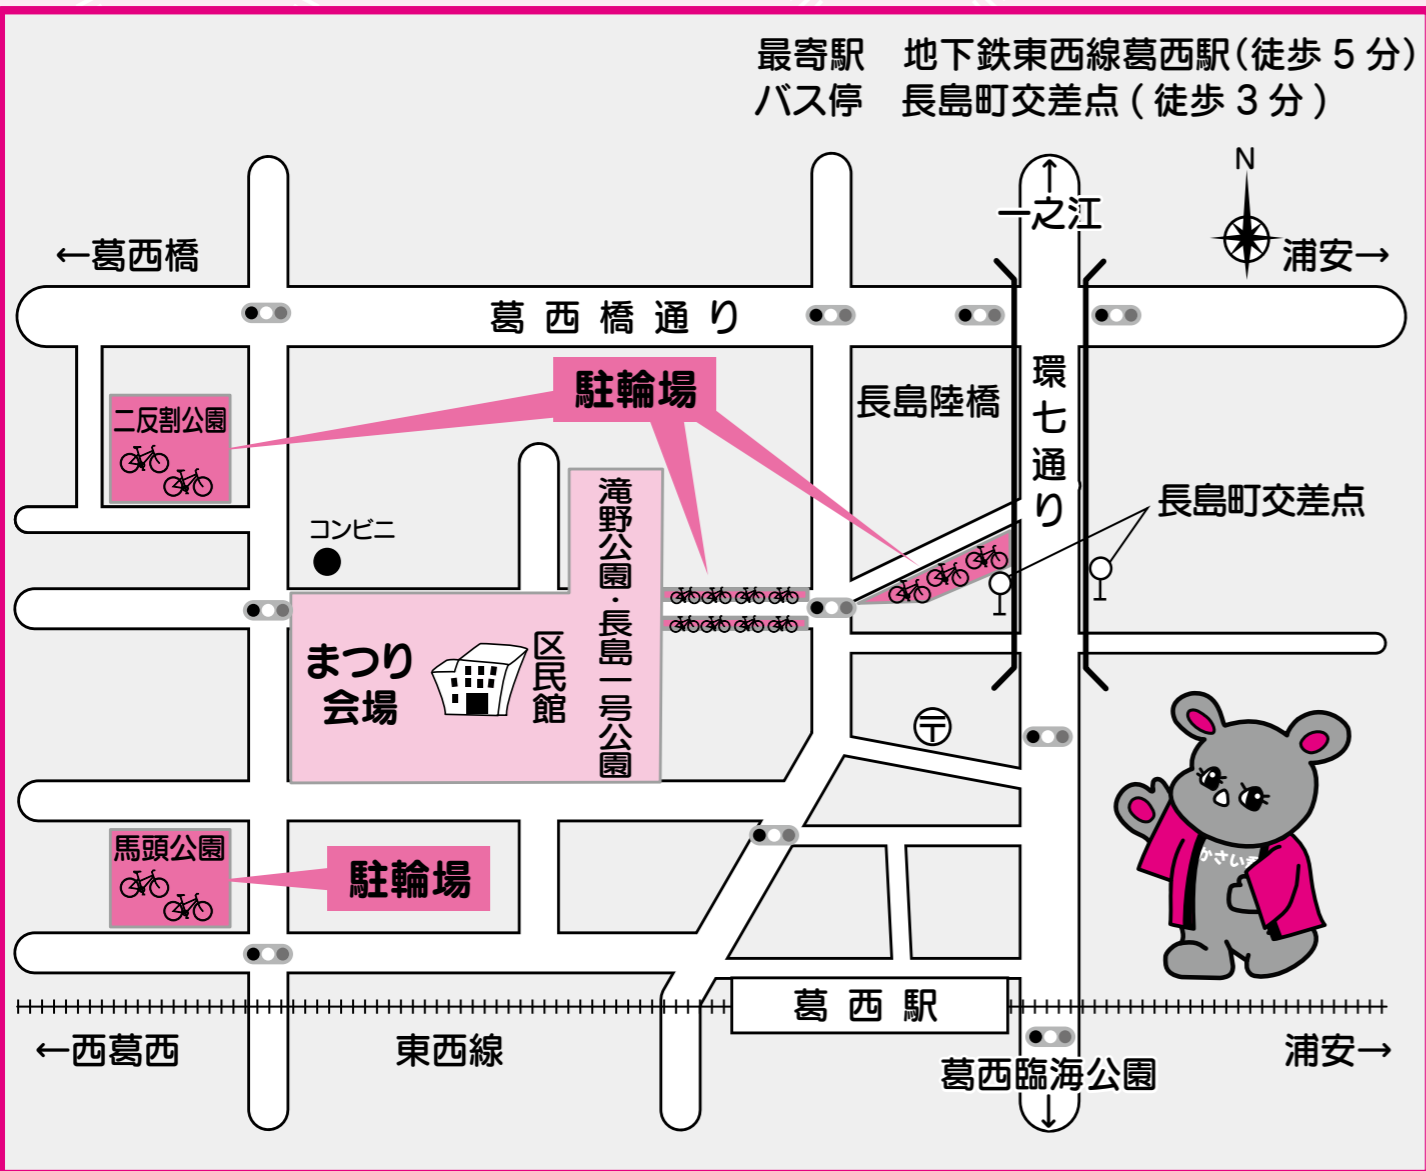 最寄駅 地下鉄東西線葛西駅(徒歩5分)
バス停 長島町交差点(徒歩3分)
N
一之江
←葛西橋
浦安→
葛西橋通り
駐輪場
長島陸橋
環七通り
二反割公園
長島町交差点
コンビニ
滝野公園・長島一号公園
まつり
会場
区民館
〒
馬頭公園
駐輪場
かさい
葛西駅
←西葛西
東西線
葛西臨海公園
浦安→